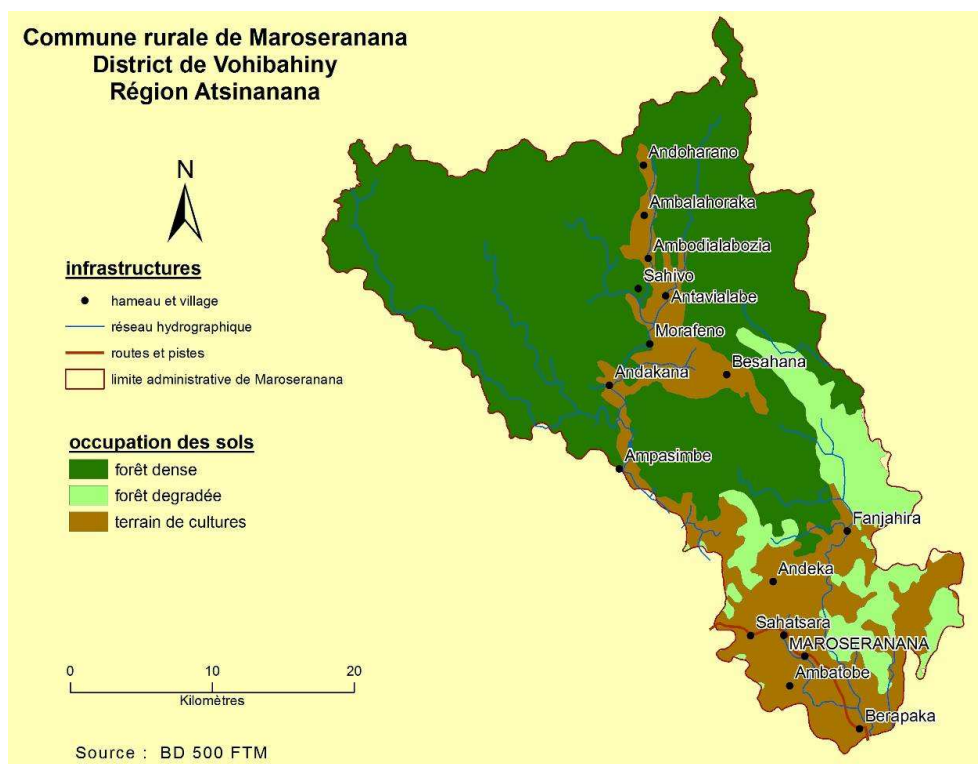 Commune rurale de Maroseranana
District de Vohibahiny
Région Atsinanana
N
infrastructures
hameau et village
réseau hydrographique
routes et pistes
limite administrative de Maroseranana
occupation des sols
forêt dense
forêt degradée
terrain de cultures
0 10 20
Kilomètres
Source : BD 500 FTM
Andoharano
Ambalahoraka
Ambodialabozia
Sahivo
Antavialabe
Morafeno
Besahana
Andakana
Ampasimbe
Fanjahira
Andeka
Sahatsara
MAROSERANANA
Ambatobe
Berapaka